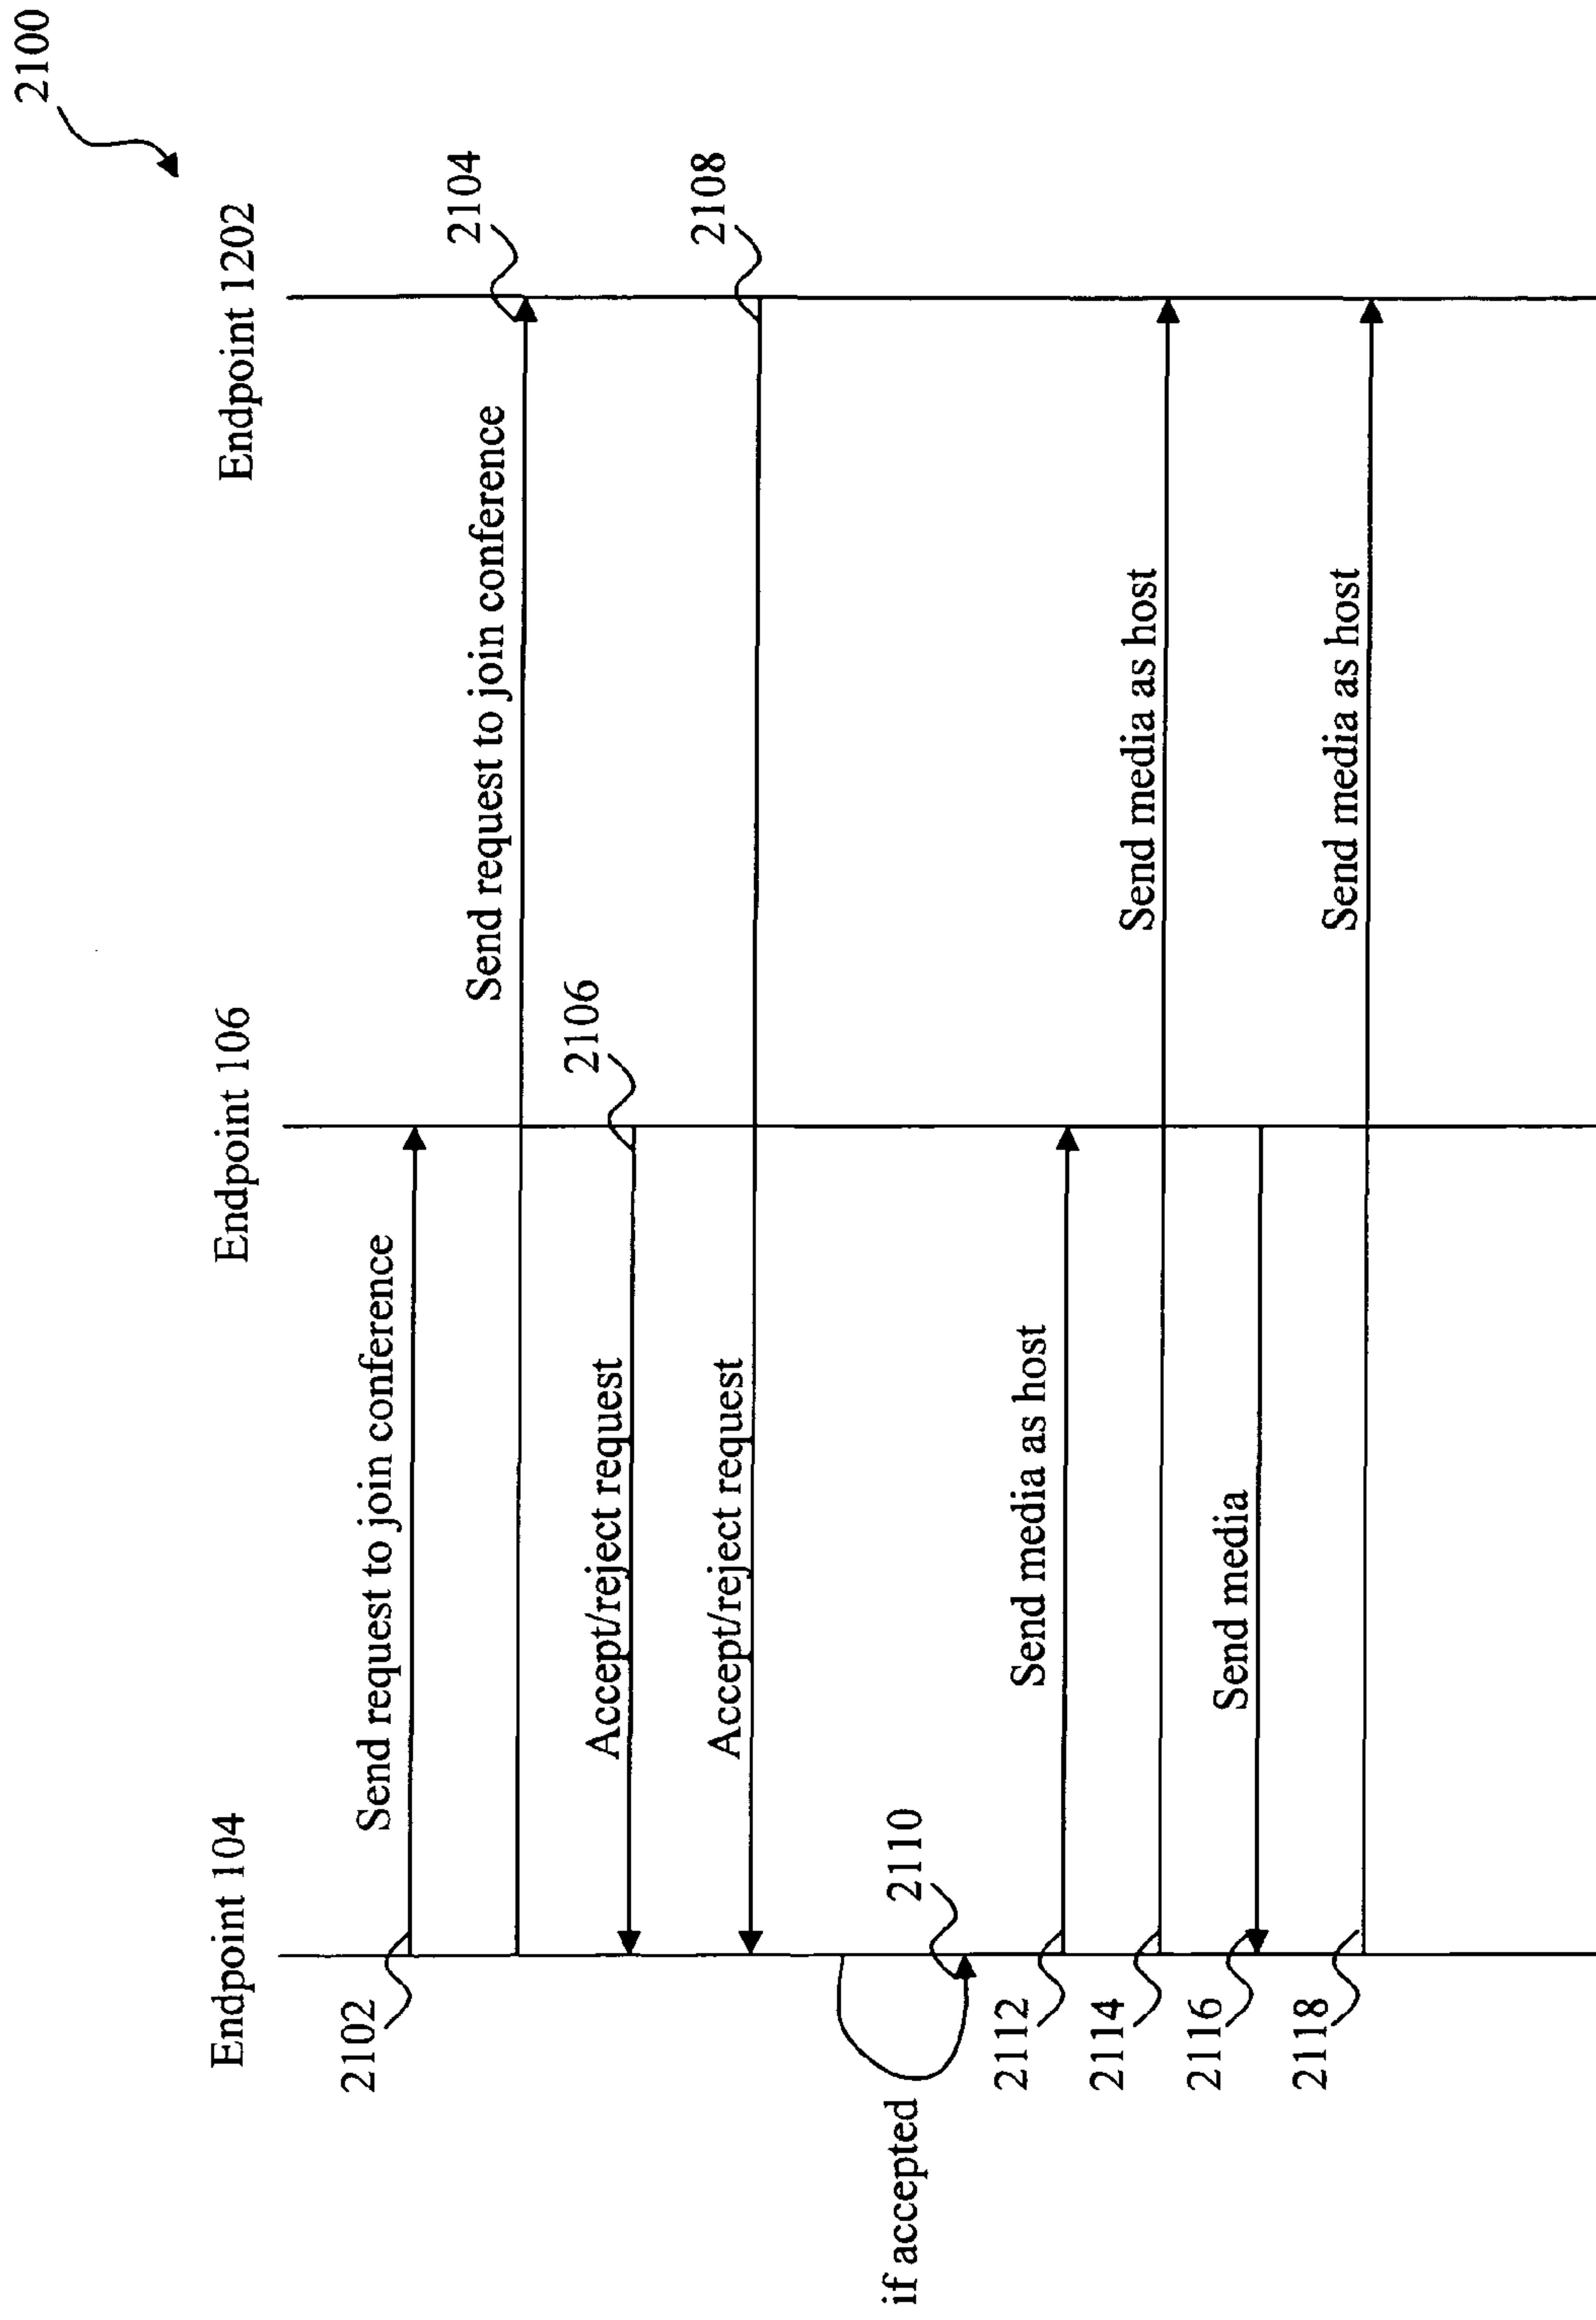 2100
Endpoint 104
Endpoint 106
Endpoint 1202
2102
Send request to join conference
Send request to join conference
2104
Accept/reject request
2106
Accept/reject request
2108
if accepted
2110
2112
Send media as host
2114
Send media as host
2116
Send media
2118
Send media as host